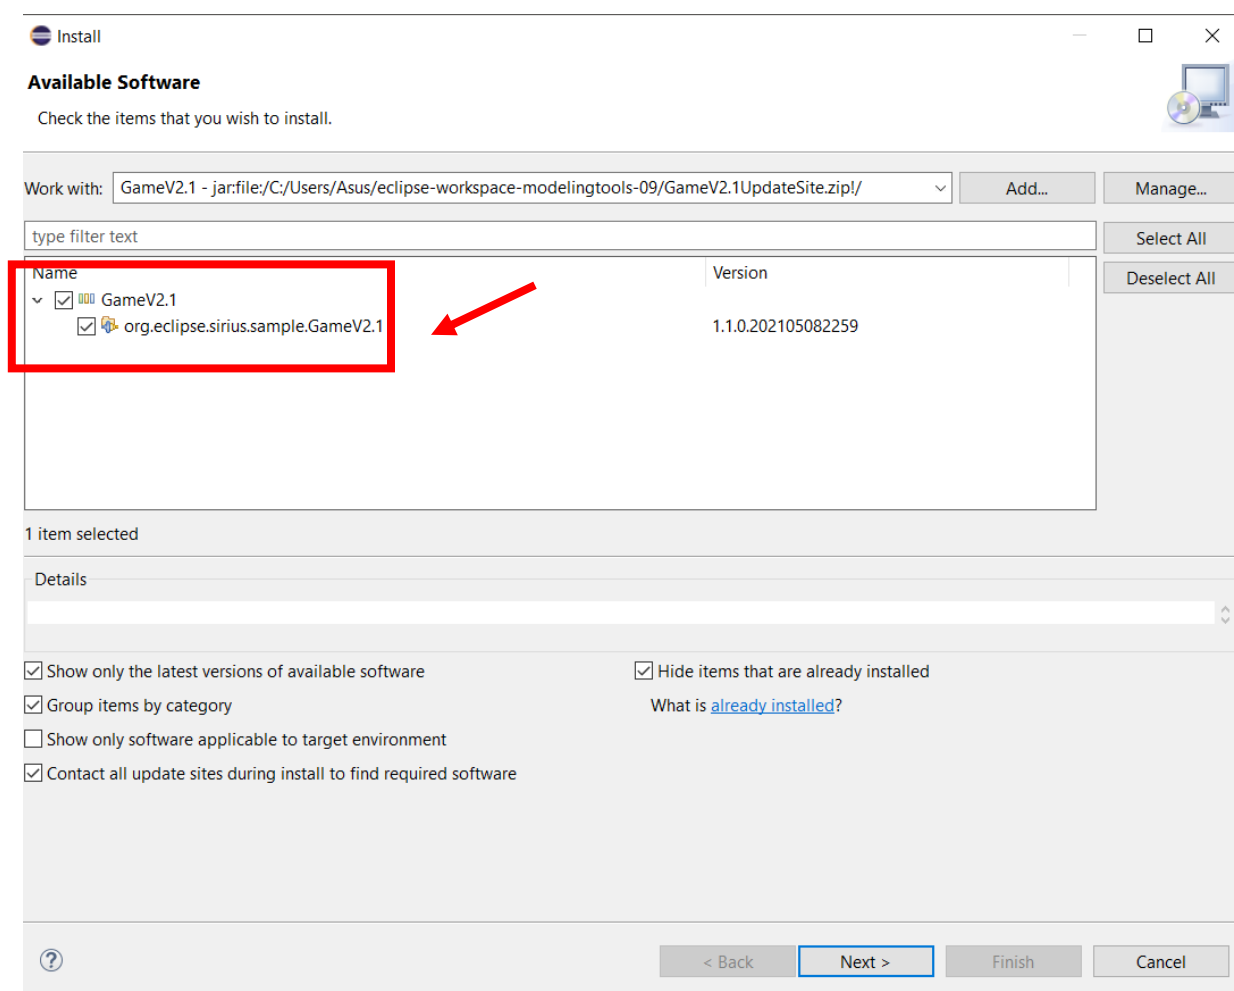 Install
Available Software
Check the items that you wish to install.
Work with: GameV2.1 - jar:file:/C:/Users/Asus/eclipse-workspace-modelingtools-09/GameV2.1UpdateSite.zip!/ Add... Manage...
type filter text Select All
Name Version Deselect All
GameV2.1
org.eclipse.sirius.sample.GameV2.1 1.1.0.202105082259
1 item selected
Details
Show only the latest versions of available software Hide items that are already installed
Group items by category What is already installed?
Show only software applicable to target environment
Contact all update sites during install to find required software
? < Back Next > Finish Cancel